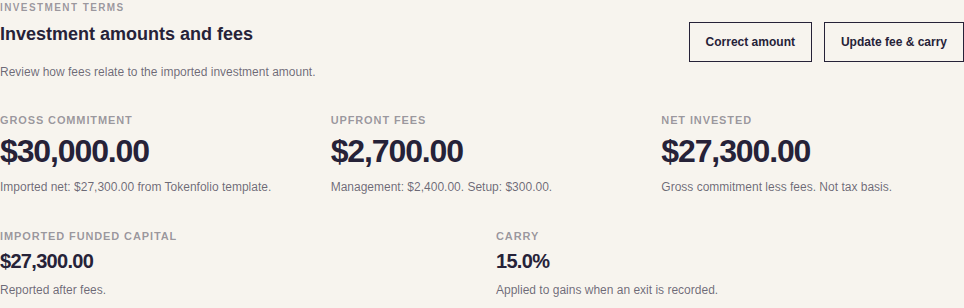 INVESTMENT TERMS
Investment amounts and fees
Correct amount
Update fee & carry
Review how fees relate to the imported investment amount.
GROSS COMMITMENT
$30,000.00
Imported net: $27,300.00 from Tokenfolio template.
UPFRONT FEES
$2,700.00
Management: $2,400.00. Setup: $300.00.
NET INVESTED
$27,300.00
Gross commitment less fees. Not tax basis.
IMPORTED FUNDED CAPITAL
$27,300.00
Reported after fees.
CARRY
15.0%
Applied to gains when an exit is recorded.